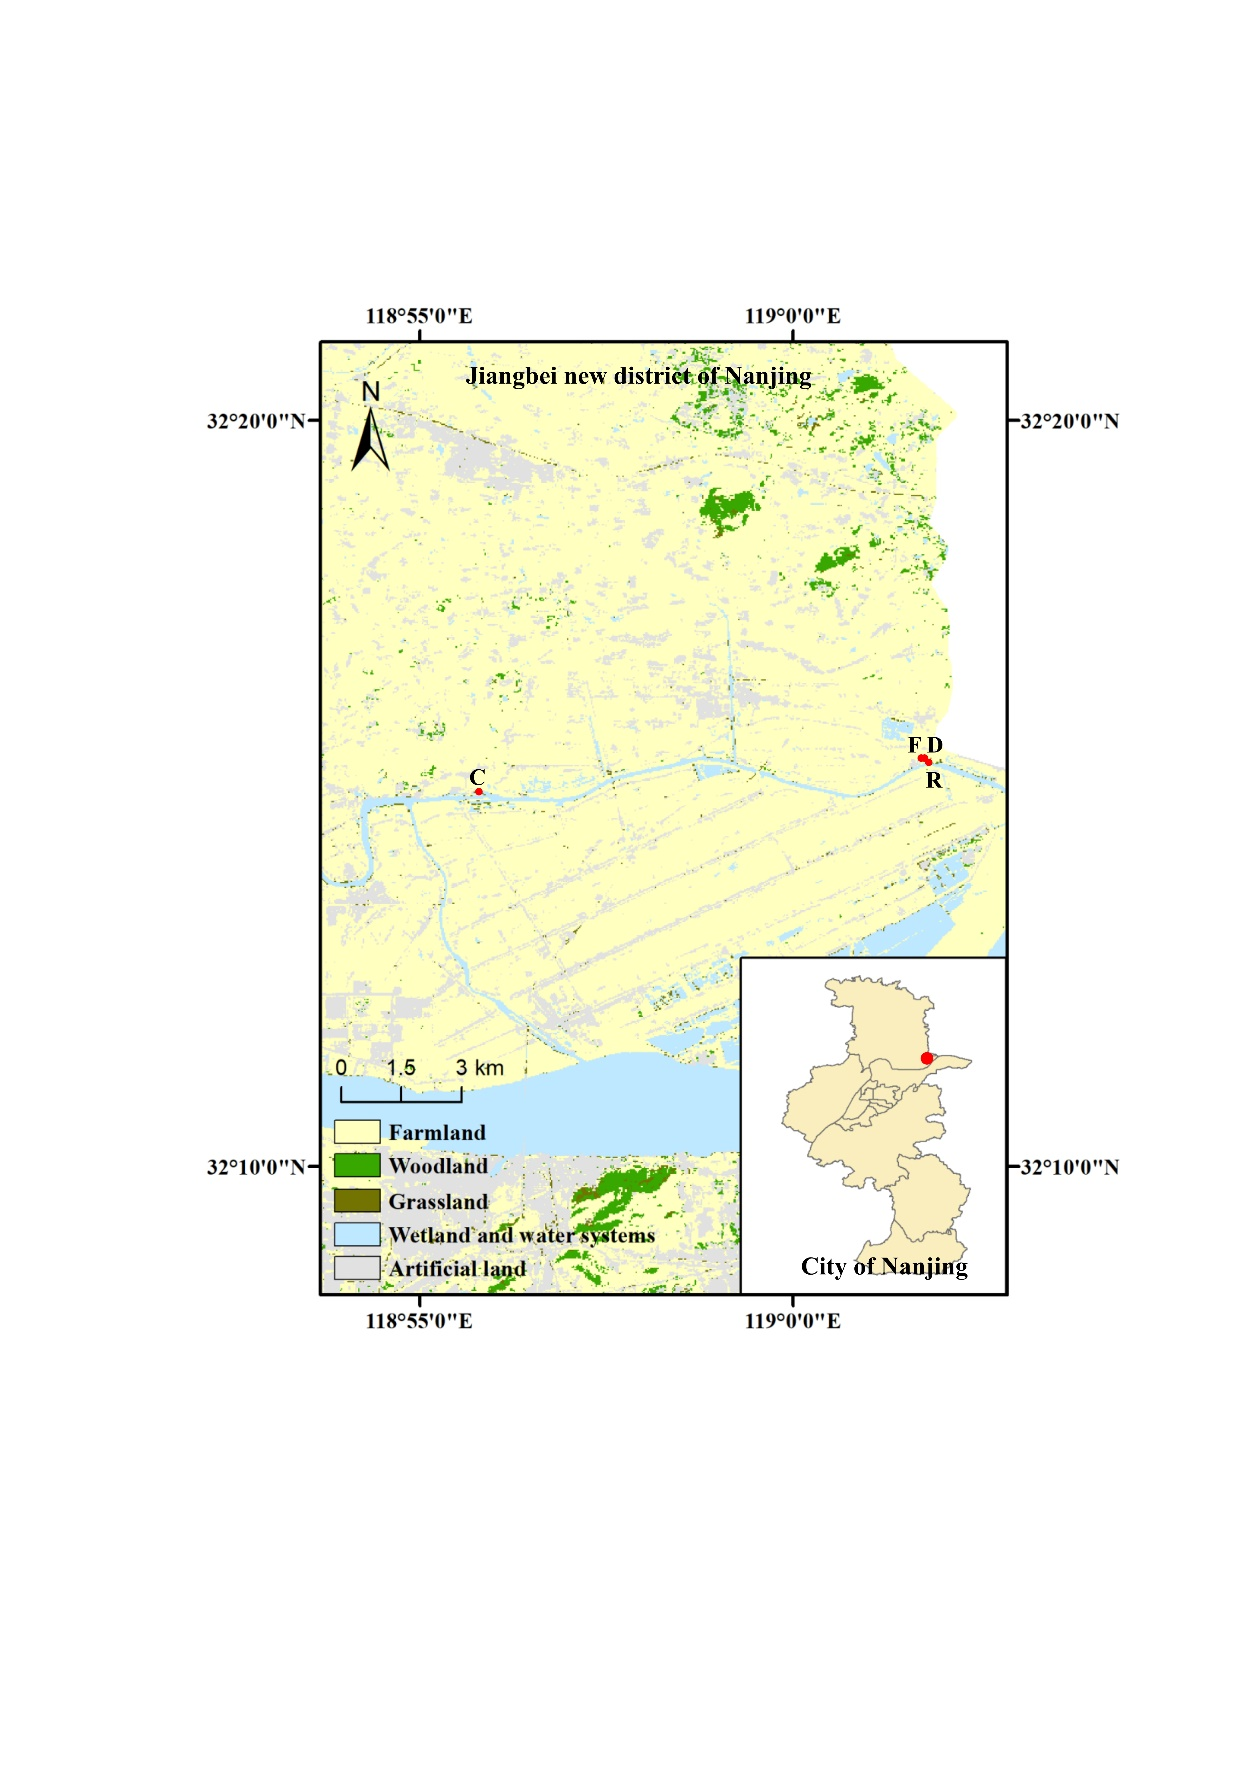 118°55'0"E 119°0'0"E
Jiangbei new district of Nanjing
N
32°20'0"N 32°20'0"N
F D
R
C
0 1.5 3 km
Farmland
Woodland
Grassland
Wetland and water systems
Artificial land
32°10'0"N 32°10'0"N
City of Nanjing
118°55'0"E 119°0'0"E